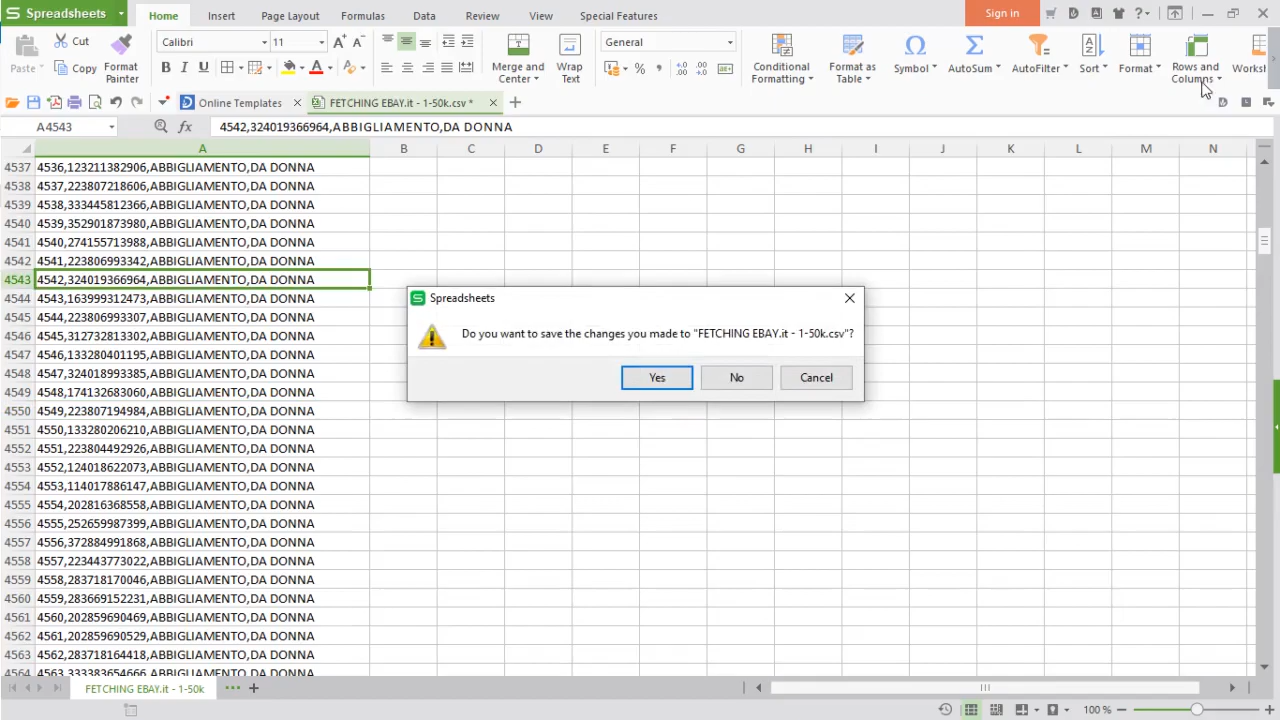 Spreadsheets Home Insert Page Layout Formulas Data Review View Special Features Sign in
Paste Cut Copy Format Painter Calibri 11 General Merge and Center Wrap Text Conditional Formatting Format as Table Symbol AutoSum AutoFilter Sort Format Rows and Columns Worksh
Online Templates FETCHING EBAY.it - 1-50k.csv *
A4543 fx 4542,324019366964,ABBIGLIAMENTO,DA DONNA
A B C D E F G H I J K L M N
4537 4536,123211382906,ABBIGLIAMENTO,DA DONNA
4538 4537,223807218606,ABBIGLIAMENTO,DA DONNA
4539 4538,333445812366,ABBIGLIAMENTO,DA DONNA
4540 4539,352901873980,ABBIGLIAMENTO,DA DONNA
4541 4540,274155713988,ABBIGLIAMENTO,DA DONNA
4542 4541,223806993342,ABBIGLIAMENTO,DA DONNA
4543 4542,324019366964,ABBIGLIAMENTO,DA DONNA
4544 4543,163999312473,ABBIGLIAMENTO,DA DONNA
4545 4544,223806993307,ABBIGLIAMENTO,DA DONNA
4546 4545,312732813302,ABBIGLIAMENTO,DA DONNA
4547 4546,133280401195,ABBIGLIAMENTO,DA DONNA
4548 4547,324018993385,ABBIGLIAMENTO,DA DONNA
4549 4548,174132683060,ABBIGLIAMENTO,DA DONNA
4550 4549,223807194984,ABBIGLIAMENTO,DA DONNA
4551 4550,133280206210,ABBIGLIAMENTO,DA DONNA
4552 4551,223804492926,ABBIGLIAMENTO,DA DONNA
4553 4552,124018622073,ABBIGLIAMENTO,DA DONNA
4554 4553,114017886147,ABBIGLIAMENTO,DA DONNA
4555 4554,202816368558,ABBIGLIAMENTO,DA DONNA
4556 4555,252659987399,ABBIGLIAMENTO,DA DONNA
4557 4556,372884991868,ABBIGLIAMENTO,DA DONNA
4558 4557,223443773022,ABBIGLIAMENTO,DA DONNA
4559 4558,283718170046,ABBIGLIAMENTO,DA DONNA
4560 4559,283669152231,ABBIGLIAMENTO,DA DONNA
4561 4560,202859690469,ABBIGLIAMENTO,DA DONNA
4562 4561,202859690529,ABBIGLIAMENTO,DA DONNA
4563 4562,283718164418,ABBIGLIAMENTO,DA DONNA
4564 4563,333383654666,ABBIGLIAMENTO,DA DONNA
Spreadsheets
Do you want to save the changes you made to "FETCHING EBAY.it - 1-50k.csv"?
Yes No Cancel
FETCHING EBAY.it - 1-50k
100 %